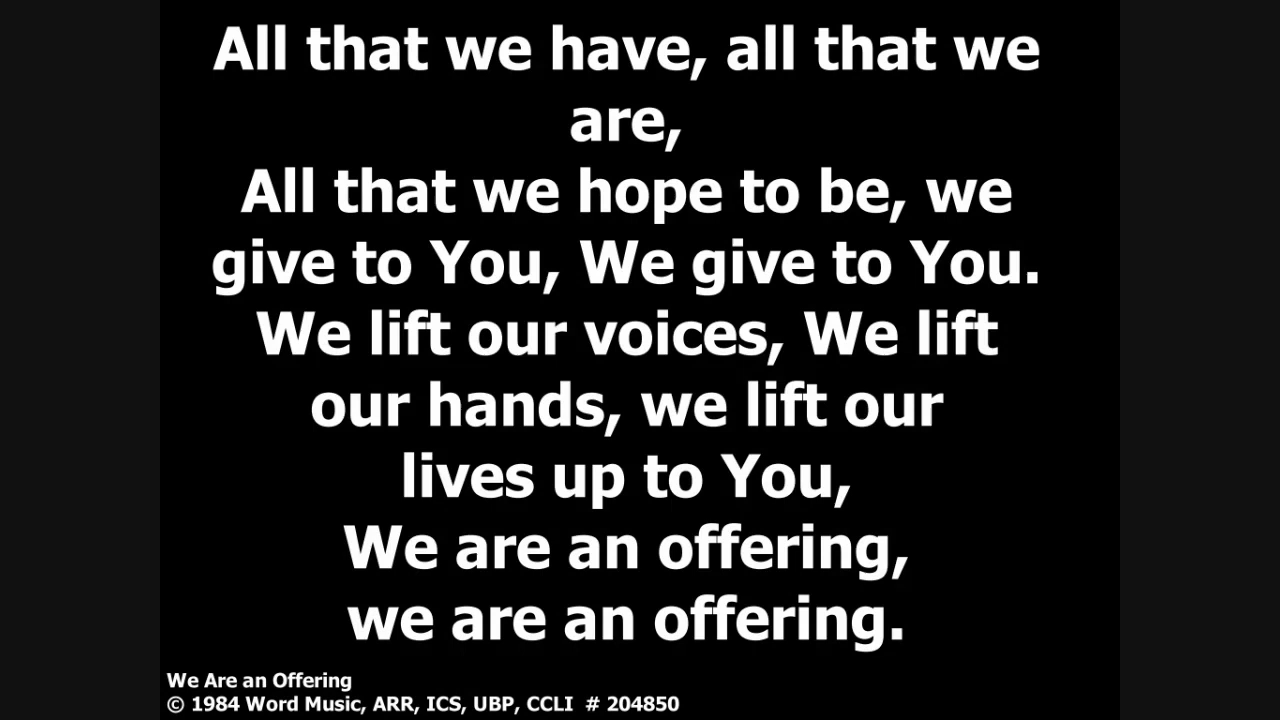 All that we have, all that we
are,
All that we hope to be, we
give to You, We give to You.
We lift our voices, We lift
our hands, we lift our
lives up to You,
We are an offering,
we are an offering.
We Are an Offering
© 1984 Word Music, ARR, ICS, UBP, CCLI # 204850